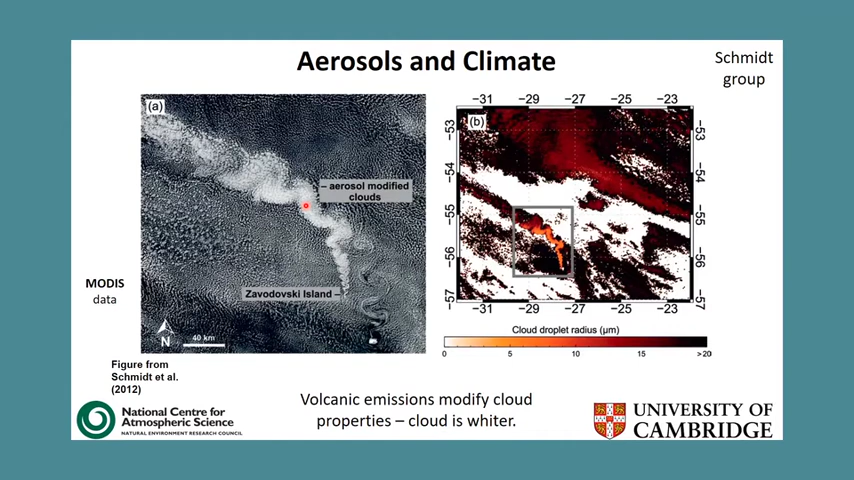 Aerosols and Climate
Schmidt
group
(a)
– aerosol modified
clouds
Zavodovski Island –
N
40 km
MODIS
data
−31 −29 −27 −25 −23
(b)
−53
−54
−55
−56
−57
−53
−54
−55
−56
−57
−31 −29 −27 −25 −23
Cloud droplet radius (μm)
0 5 10 15 >20
Figure from
Schmidt et al.
(2012)
Volcanic emissions modify cloud
properties – cloud is whiter.
National Centre for
Atmospheric Science
NATURAL ENVIRONMENT RESEARCH COUNCIL
UNIVERSITY OF
CAMBRIDGE